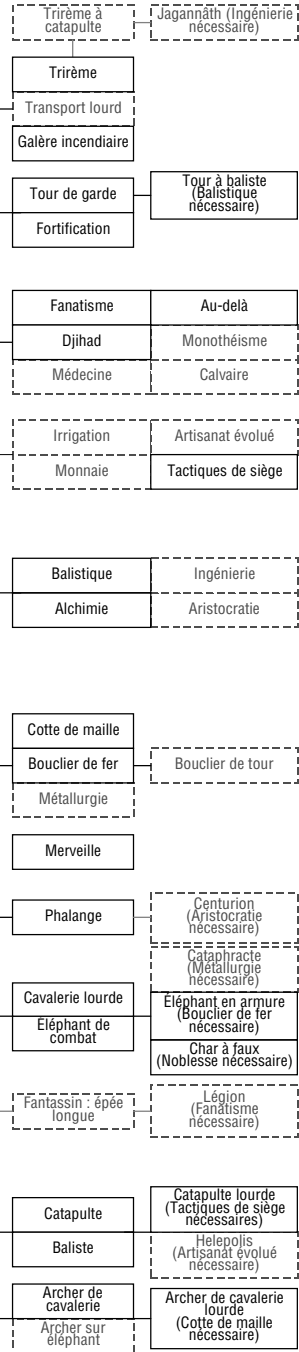 Trirème à
catapulte
Jagannâth (Ingénierie
nécessaire)
Trirème
Transport lourd
Galère incendiaire
Tour de garde
Fortification
Tour à baliste
(Balistique
nécessaire)
Fanatisme
Au-delà
Djihad
Monothéisme
Médecine
Calvaire
Irrigation
Artisanat évolué
Monnaie
Tactiques de siège
Balistique
Ingénierie
Alchimie
Aristocratie
Cotte de maille
Bouclier de fer
Bouclier de tour
Métallurgie
Merveille
Phalange
Centurion
(Aristocratie
nécessaire)
Cataphracte
(Métallurgie
nécessaire)
Cavalerie lourde
Éléphant en armure
(Bouclier de fer
nécessaire)
Éléphant de
combat
Char à faux
(Noblesse nécessaire)
Fantassin : épée
longue
Légion
(Fanatisme
nécessaire)
Catapulte
Catapulte lourde
(Tactiques de siège
nécessaires)
Baliste
Helepolis
(Artisanat évolué
nécessaire)
Archer de
cavalerie
Archer sur
éléphant
Archer de cavalerie
lourde
(Cotte de maille
nécessaire)